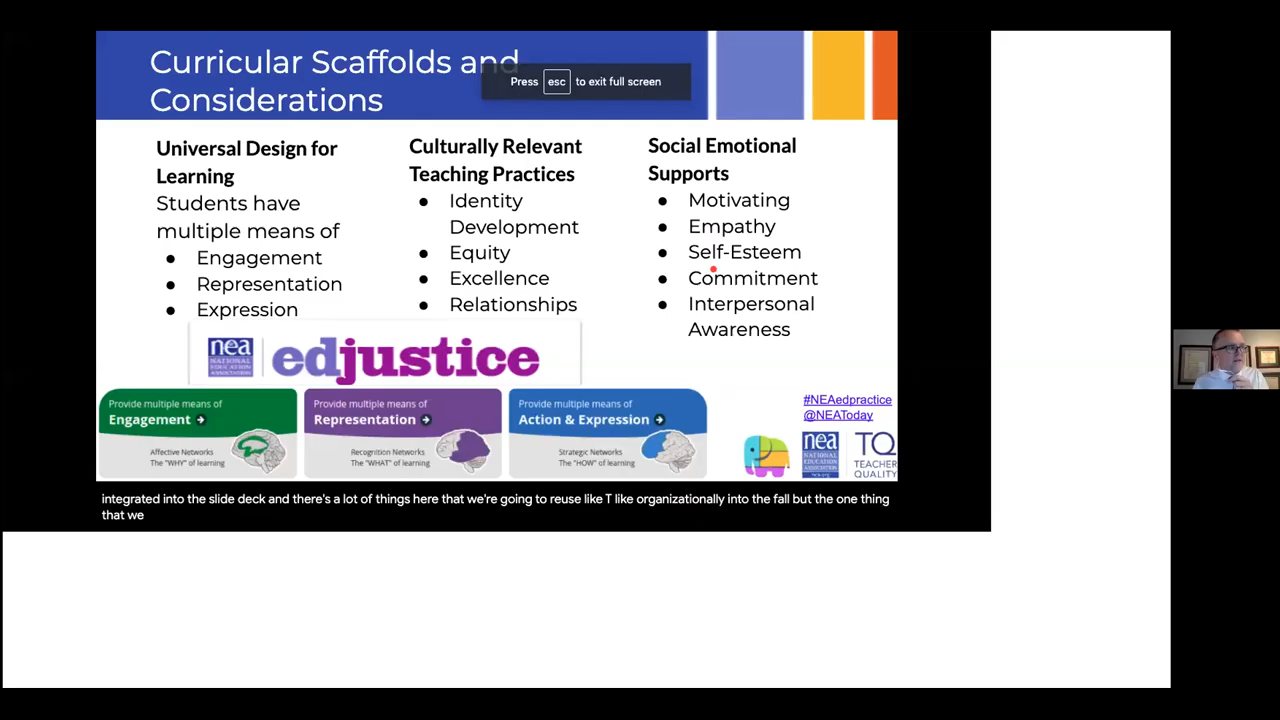 Curricular Scaffolds and
Considerations
Press esc to exit full screen
Universal Design for
Learning
Students have
multiple means of
● Engagement
● Representation
● Expression
Culturally Relevant
Teaching Practices
● Identity
Development
● Equity
● Excellence
● Relationships
Social Emotional
Supports
● Motivating
● Empathy
● Self-Esteem
● Commitment
● Interpersonal
Awareness
nea
NATIONAL
EDUCATION
ASSOCIATION
edjustice
Provide multiple means of
Engagement
Affective Networks
The "WHY" of learning
Provide multiple means of
Representation
Recognition Networks
The "WHAT" of learning
Provide multiple means of
Action & Expression
Strategic Networks
The "HOW" of learning
#NEAedpractice
@NEAToday
nea
NATIONAL
EDUCATION
ASSOCIATION
TQ
TEACHER
QUALITY
integrated into the slide deck and there's a lot of things here that we're going to reuse like T like organizationally into the fall but the one thing
that we